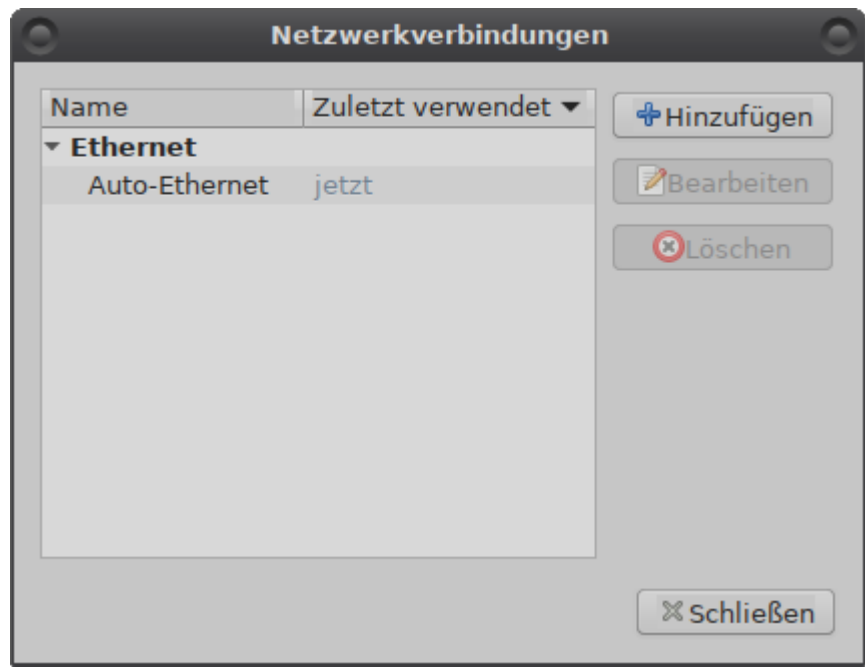 Netzwerkverbindungen
Name Zuletzt verwendet
Hinzufügen
Ethernet
Auto-Ethernet jetzt
Bearbeiten
Löschen
Schließen